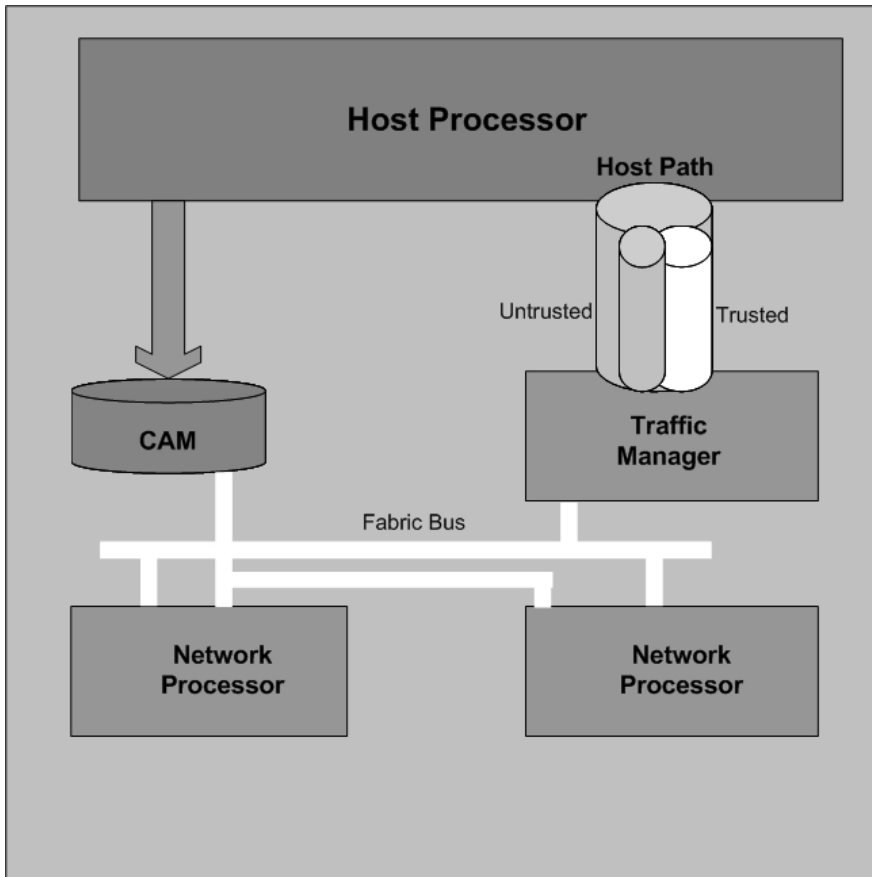 Host Processor
Host Path
Untrusted
Trusted
CAM
Traffic
Manager
Fabric Bus
Network
Processor
Network
Processor